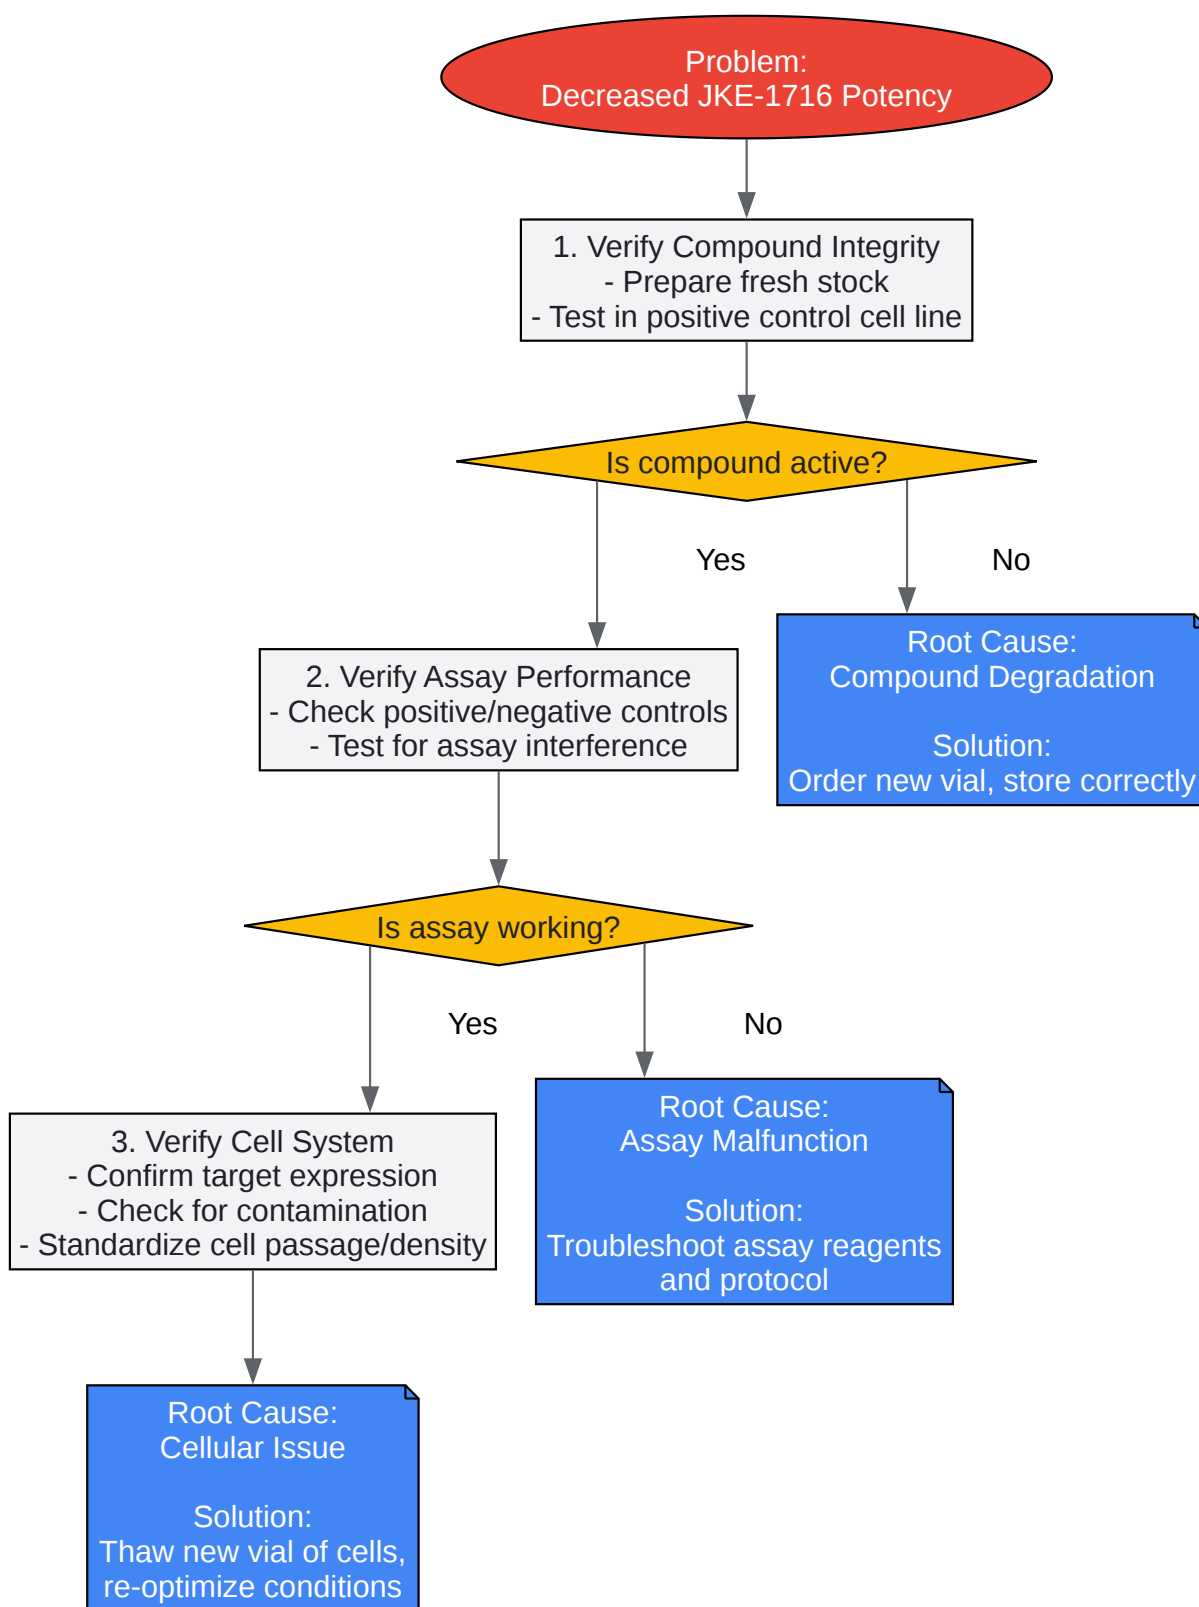 Problem:
Decreased JKE-1716 Potency
1. Verify Compound Integrity
- Prepare fresh stock
- Test in positive control cell line
Is compound active?
Yes
No
2. Verify Assay Performance
- Check positive/negative controls
- Test for assay interference
Root Cause:
Compound Degradation
Solution:
Order new vial, store correctly
Is assay working?
Yes
No
3. Verify Cell System
- Confirm target expression
- Check for contamination
- Standardize cell passage/density
Root Cause:
Assay Malfunction
Solution:
Troubleshoot assay reagents
and protocol
Root Cause:
Cellular Issue
Solution:
Thaw new vial of cells,
re-optimize conditions